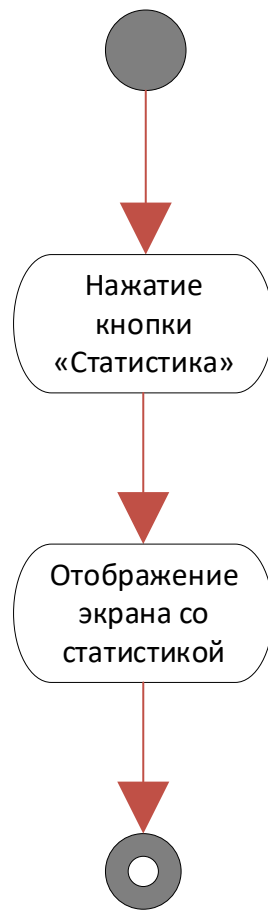 Нажатие
кнопки
«Статистика»
Отображение
экрана со
статистикой